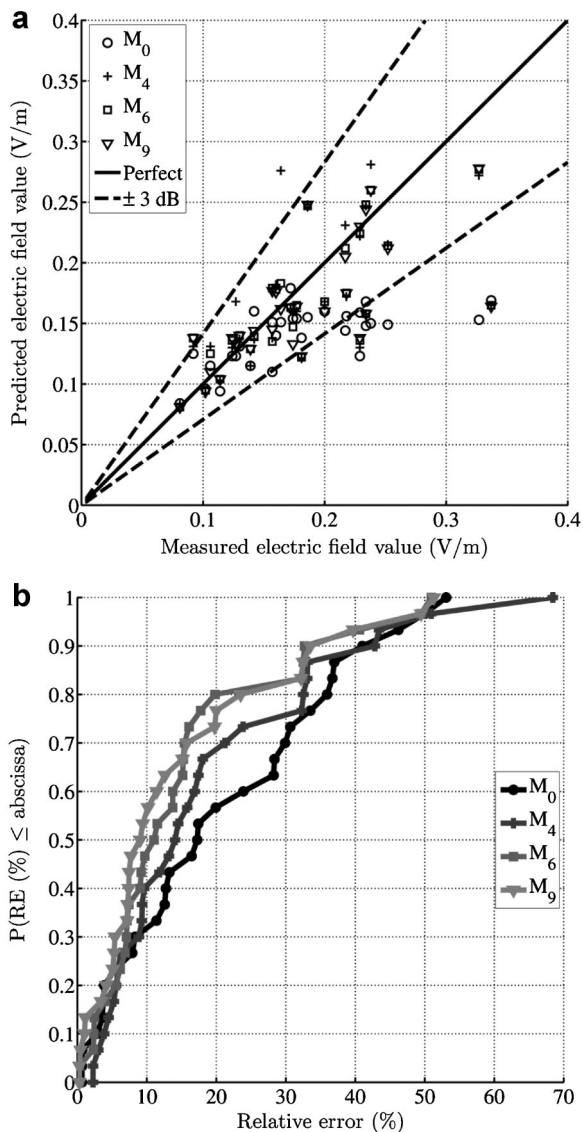 a
0.4
0.35
0.3
0.25
0.2
0.15
0.1
0.05
0
Predicted electric field value (V/m)
M0
M4
M6
M9
Perfect
± 3 dB
0 0.1 0.2 0.3 0.4
Measured electric field value (V/m)
b
1
0.9
0.8
0.7
0.6
0.5
0.4
0.3
0.2
0.1
0
P(RE (%) ≤ abscissa)
M0
M4
M6
M9
0 10 20 30 40 50 60 70
Relative error (%)